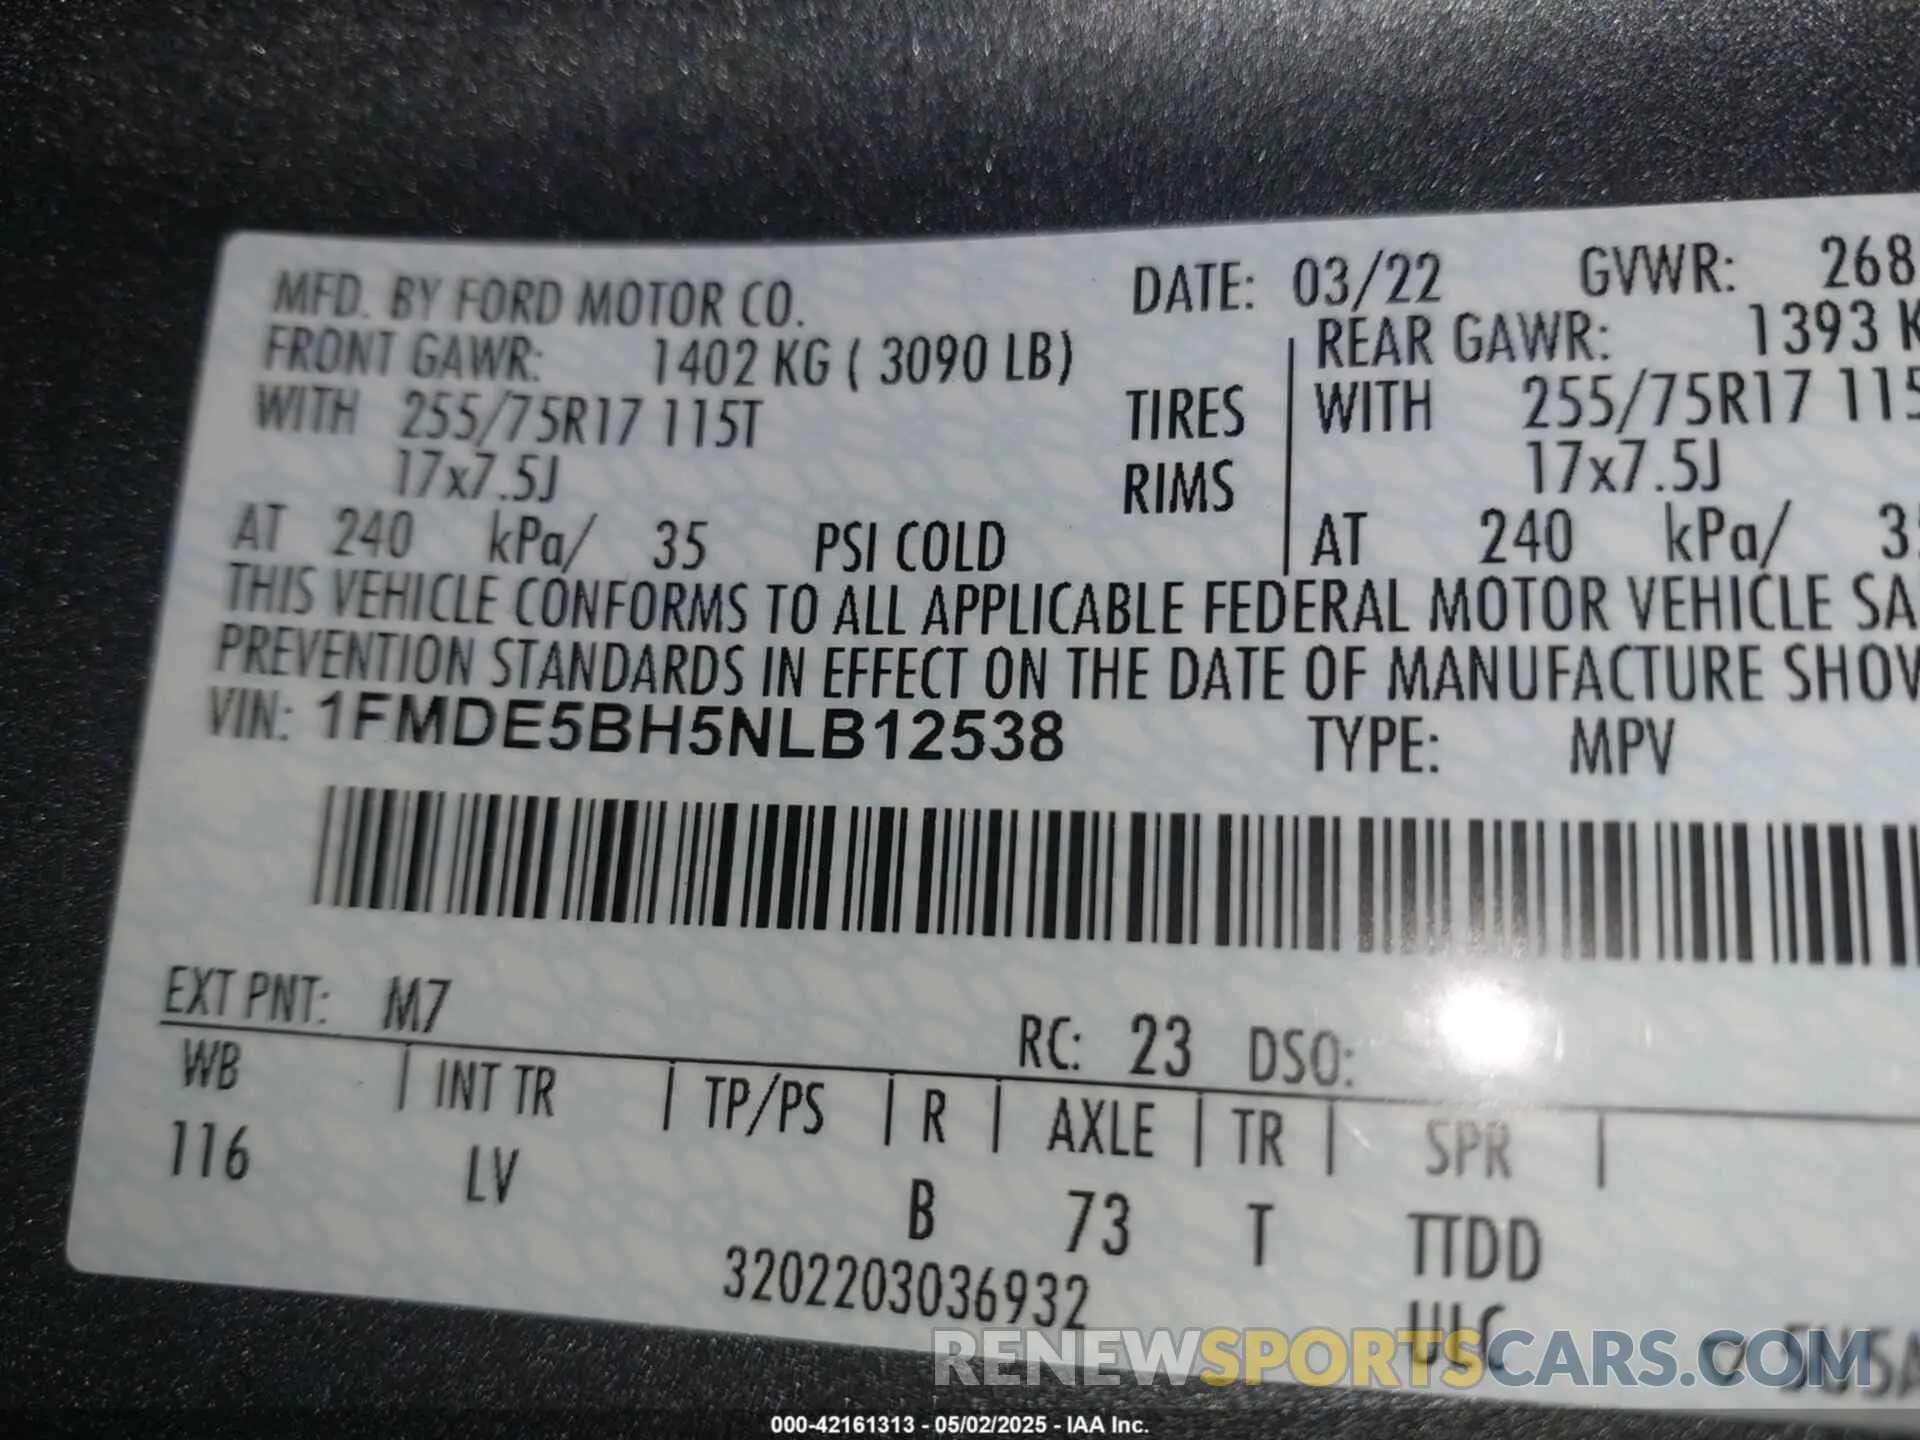 MFD. BY FORD MOTOR CO. DATE: 03/22 GVWR: 268
FRONT GAWR: 1402 KG ( 3090 LB) REAR GAWR: 1393 K
WITH 255/75R17 115T TIRES WITH 255/75R17 115
17x7.5J RIMS 17x7.5J
AT 240 kPa/ 35 PSI COLD AT 240 kPa/ 3
THIS VEHICLE CONFORMS TO ALL APPLICABLE FEDERAL MOTOR VEHICLE SA
PREVENTION STANDARDS IN EFFECT ON THE DATE OF MANUFACTURE SHOW
VIN: 1FMDE5BH5NLB12538 TYPE: MPV
EXT PNT: M7 RC: 23 DSO:
WB | INT TR | TP/PS | R | AXLE | TR | SPR |
116 LV B 73 T TTDD
3202203036932 ULC
RENEWSPORTSCARS.COM
000-42161313 - 05/02/2025 - IAA Inc.